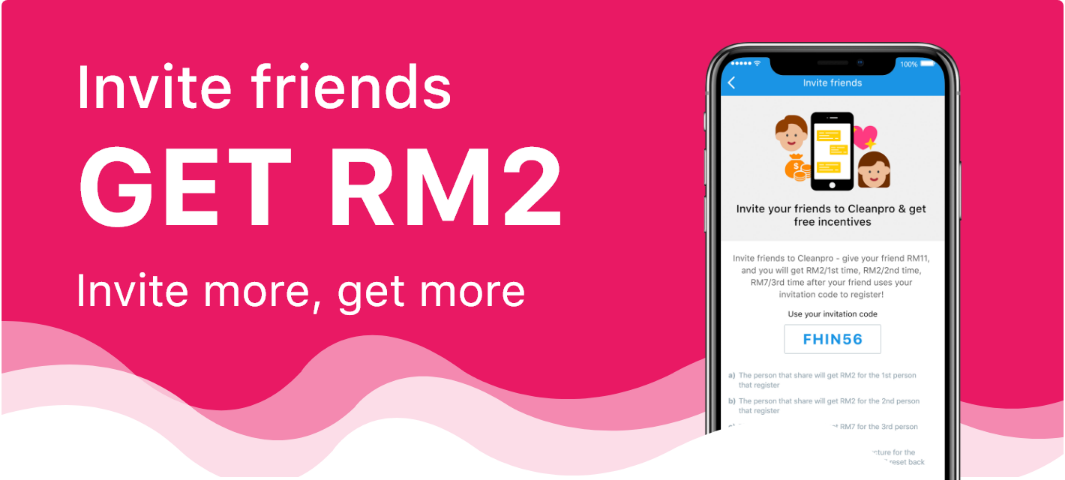 Invite friends
GET RM2
Invite more, get more
100%
Invite friends
Invite your friends to Cleanpro & get
free incentives
Invite friends to Cleanpro - give your friend RM11,
and you will get RM2/1st time, RM2/2nd time,
RM7/3rd time after your friend uses your
invitation code to register!
Use your invitation code
FHIN56
a) The person that share will get RM2 for the 1st person
that register
b) The person that share will get RM2 for the 2nd person
that register
RM7 for the 3rd person
for the
reset back